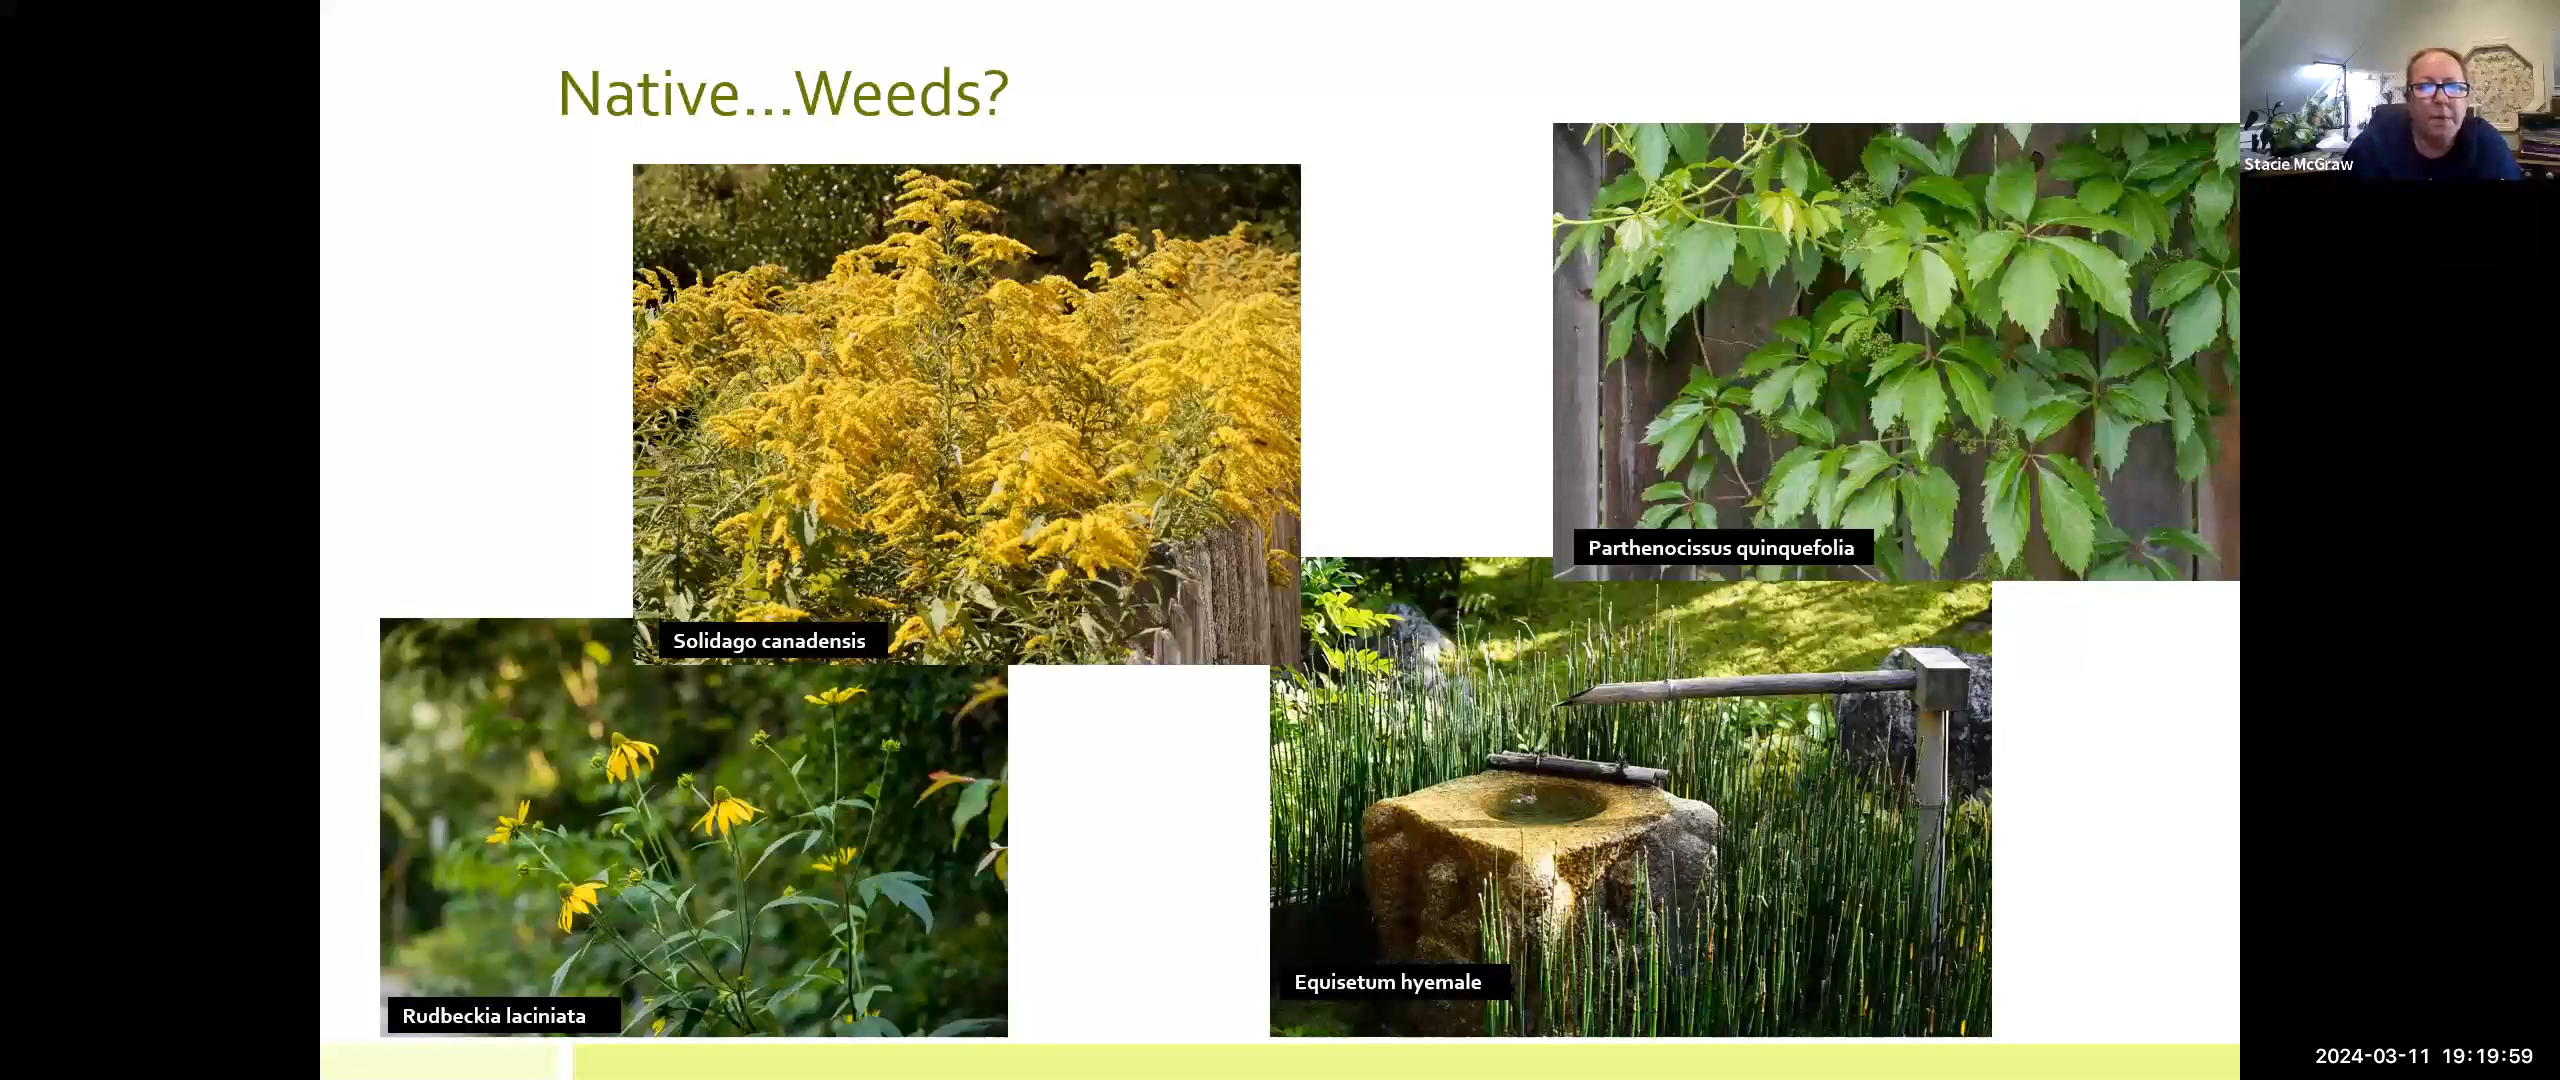 Native...Weeds?
Stacie McGraw
Parthenocissus quinquefolia
Solidago canadensis
Equisetum hyemale
Rudbeckia laciniata
2024-03-11 19:19:59